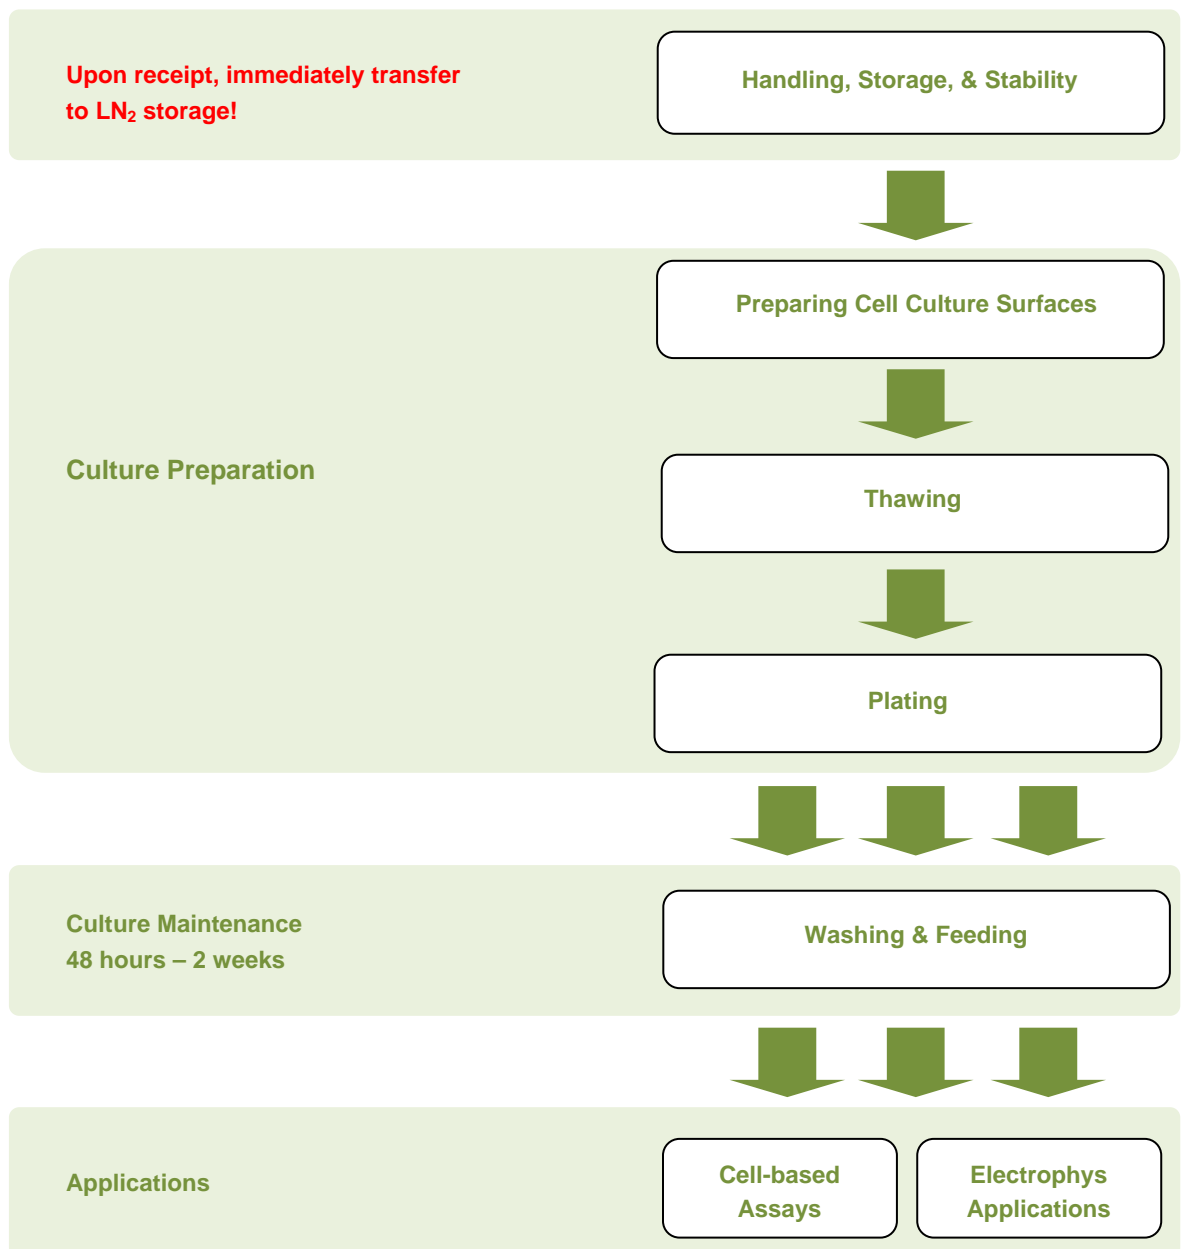 Upon receipt, immediately transfer
to LN₂ storage!
Handling, Storage, & Stability
Preparing Cell Culture Surfaces
Culture Preparation
Thawing
Plating
Culture Maintenance
48 hours – 2 weeks
Washing & Feeding
Applications
Cell-based
Assays
Electrophys
Applications